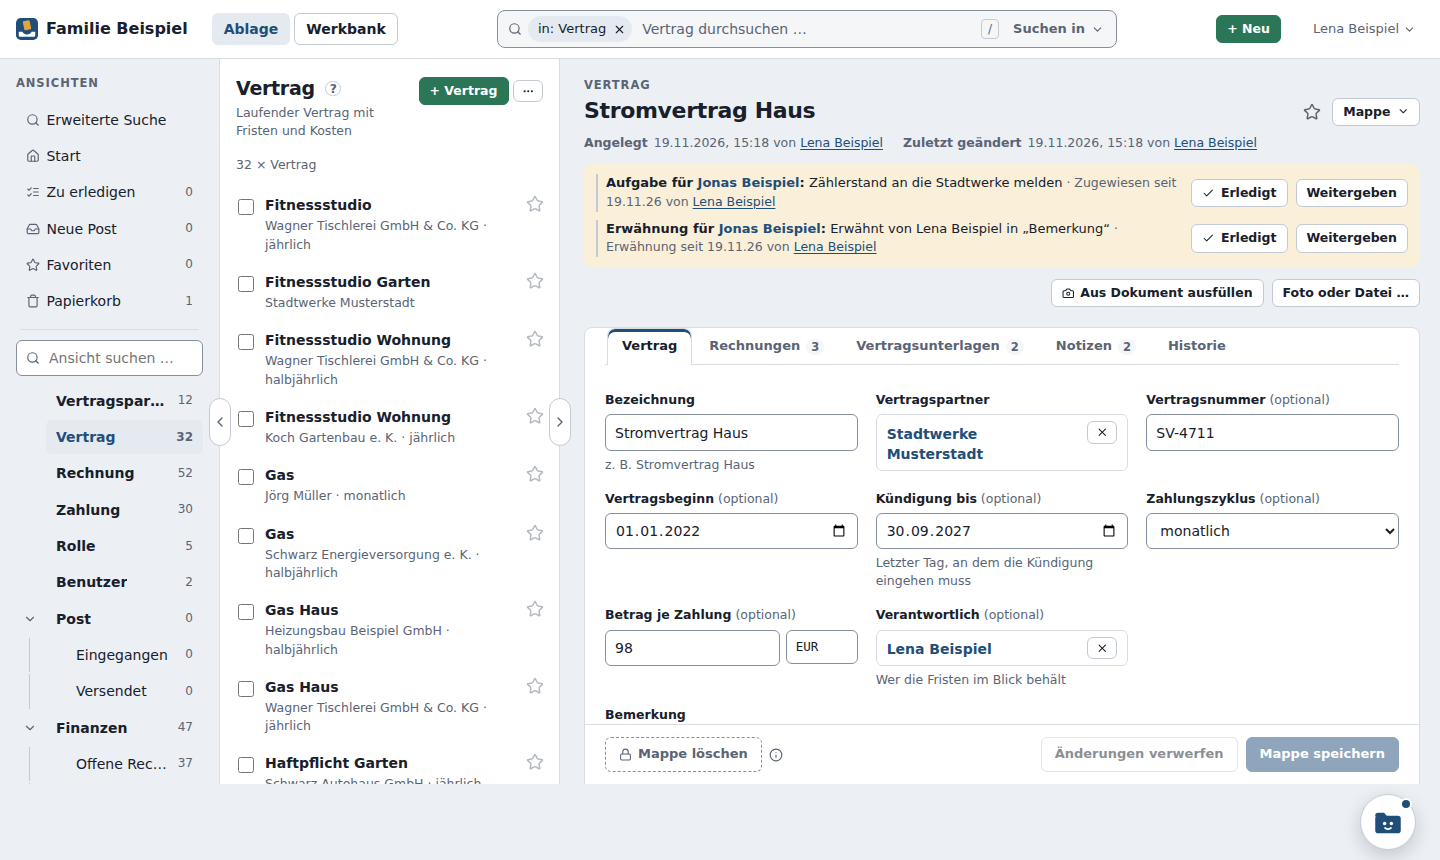 Familie Beispiel
Ablage
Werkbank
in: Vertrag
Vertrag durchsuchen …
/
Suchen in
+ Neu
Lena Beispiel
ANSICHTEN
Erweiterte Suche
Start
Zu erledigen 0
Neue Post 0
Favoriten 0
Papierkorb 1
Ansicht suchen …
Vertragspar… 12
Vertrag 32
Rechnung 52
Zahlung 30
Rolle 5
Benutzer 2
Post 0
Eingegangen 0
Versendet 0
Finanzen 47
Offene Rec… 37
Vertrag ?
+ Vertrag
Laufender Vertrag mit
Fristen und Kosten
32 × Vertrag
Fitnessstudio
Wagner Tischlerei GmbH & Co. KG ·
jährlich
Fitnessstudio Garten
Stadtwerke Musterstadt
Fitnessstudio Wohnung
Wagner Tischlerei GmbH & Co. KG ·
halbjährlich
Fitnessstudio Wohnung
Koch Gartenbau e. K. · jährlich
Gas
Jörg Müller · monatlich
Gas
Schwarz Energieversorgung e. K. ·
halbjährlich
Gas Haus
Heizungsbau Beispiel GmbH ·
halbjährlich
Gas Haus
Wagner Tischlerei GmbH & Co. KG ·
jährlich
Haftpflicht Garten
Schwarz Autohaus GmbH · jährlich
VERTRAG
Stromvertrag Haus
Mappe
Angelegt 19.11.2026, 15:18 von Lena Beispiel Zuletzt geändert 19.11.2026, 15:18 von Lena Beispiel
Aufgabe für Jonas Beispiel: Zählerstand an die Stadtwerke melden · Zugewiesen seit
19.11.26 von Lena Beispiel
Erledigt
Weitergeben
Erwähnung für Jonas Beispiel: Erwähnt von Lena Beispiel in „Bemerkung“ ·
Erwähnung seit 19.11.26 von Lena Beispiel
Erledigt
Weitergeben
Aus Dokument ausfüllen
Foto oder Datei …
Vertrag
Rechnungen 3
Vertragsunterlagen 2
Notizen 2
Historie
Bezeichnung
Stromvertrag Haus
z. B. Stromvertrag Haus
Vertragspartner
Stadtwerke
Musterstadt
Vertragsnummer (optional)
SV-4711
Vertragsbeginn (optional)
01.01.2022
Kündigung bis (optional)
30.09.2027
Letzter Tag, an dem die Kündigung
eingehen muss
Zahlungszyklus (optional)
monatlich
Betrag je Zahlung (optional)
98
EUR
Verantwortlich (optional)
Lena Beispiel
Wer die Fristen im Blick behält
Bemerkung
Mappe löschen
Änderungen verwerfen
Mappe speichern